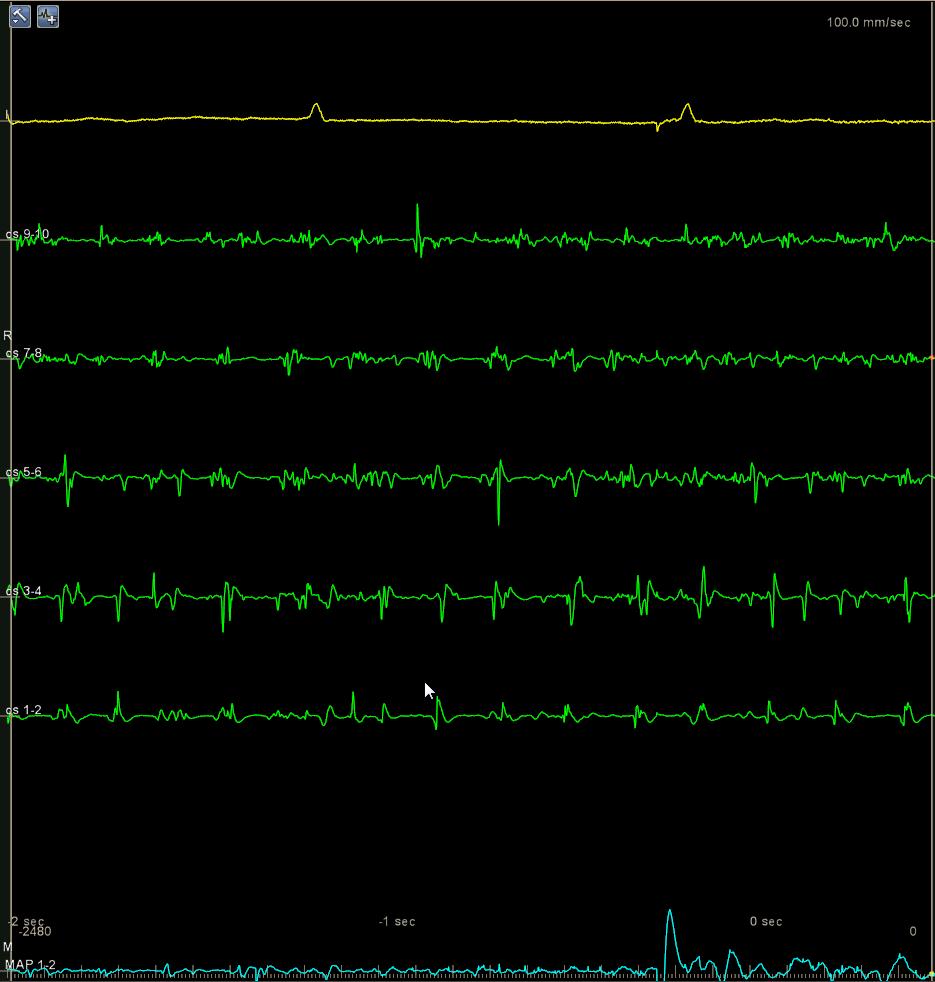 100.0 mm/sec
I
cs 9-10
R
cs 7-8
cs 5-6
cs 3-4
cs 1-2
-2 sec
-1 sec
0 sec
-2480
0
M
MAP 1-2